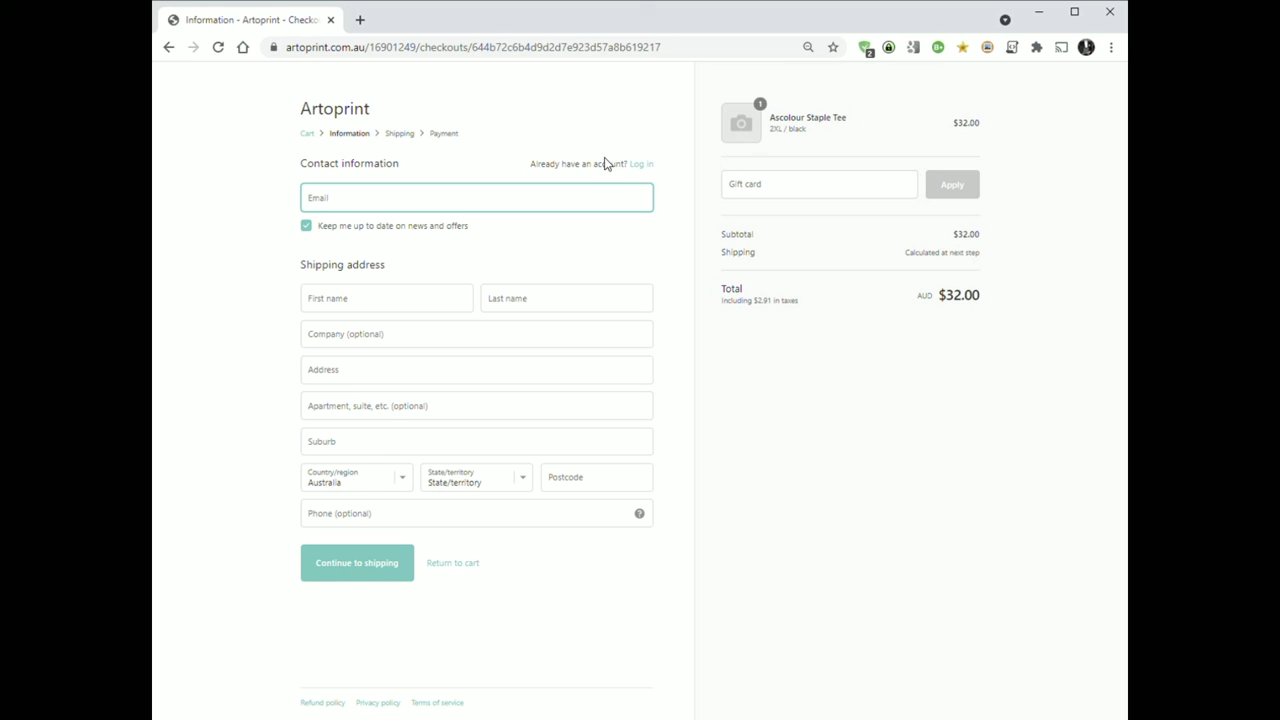 Information - Artoprint - Checko
artoprint.com.au/16901249/checkouts/644b72c6b4d9d2d7e923d57a8b619217
2
Artoprint
Cart > Information > Shipping > Payment
Contact information
Already have an account? Log in
Email
Keep me up to date on news and offers
Shipping address
First name
Last name
Company (optional)
Address
Apartment, suite, etc. (optional)
Suburb
Country/region
Australia
State/territory
State/territory
Postcode
Phone (optional)
?
Continue to shipping
Return to cart
Refund policy
Privacy policy
Terms of service
1
Ascolour Staple Tee
2XL / black
$32.00
Gift card
Apply
Subtotal
$32.00
Shipping
Calculated at next step
Total
Including $2.91 in taxes
AUD $32.00